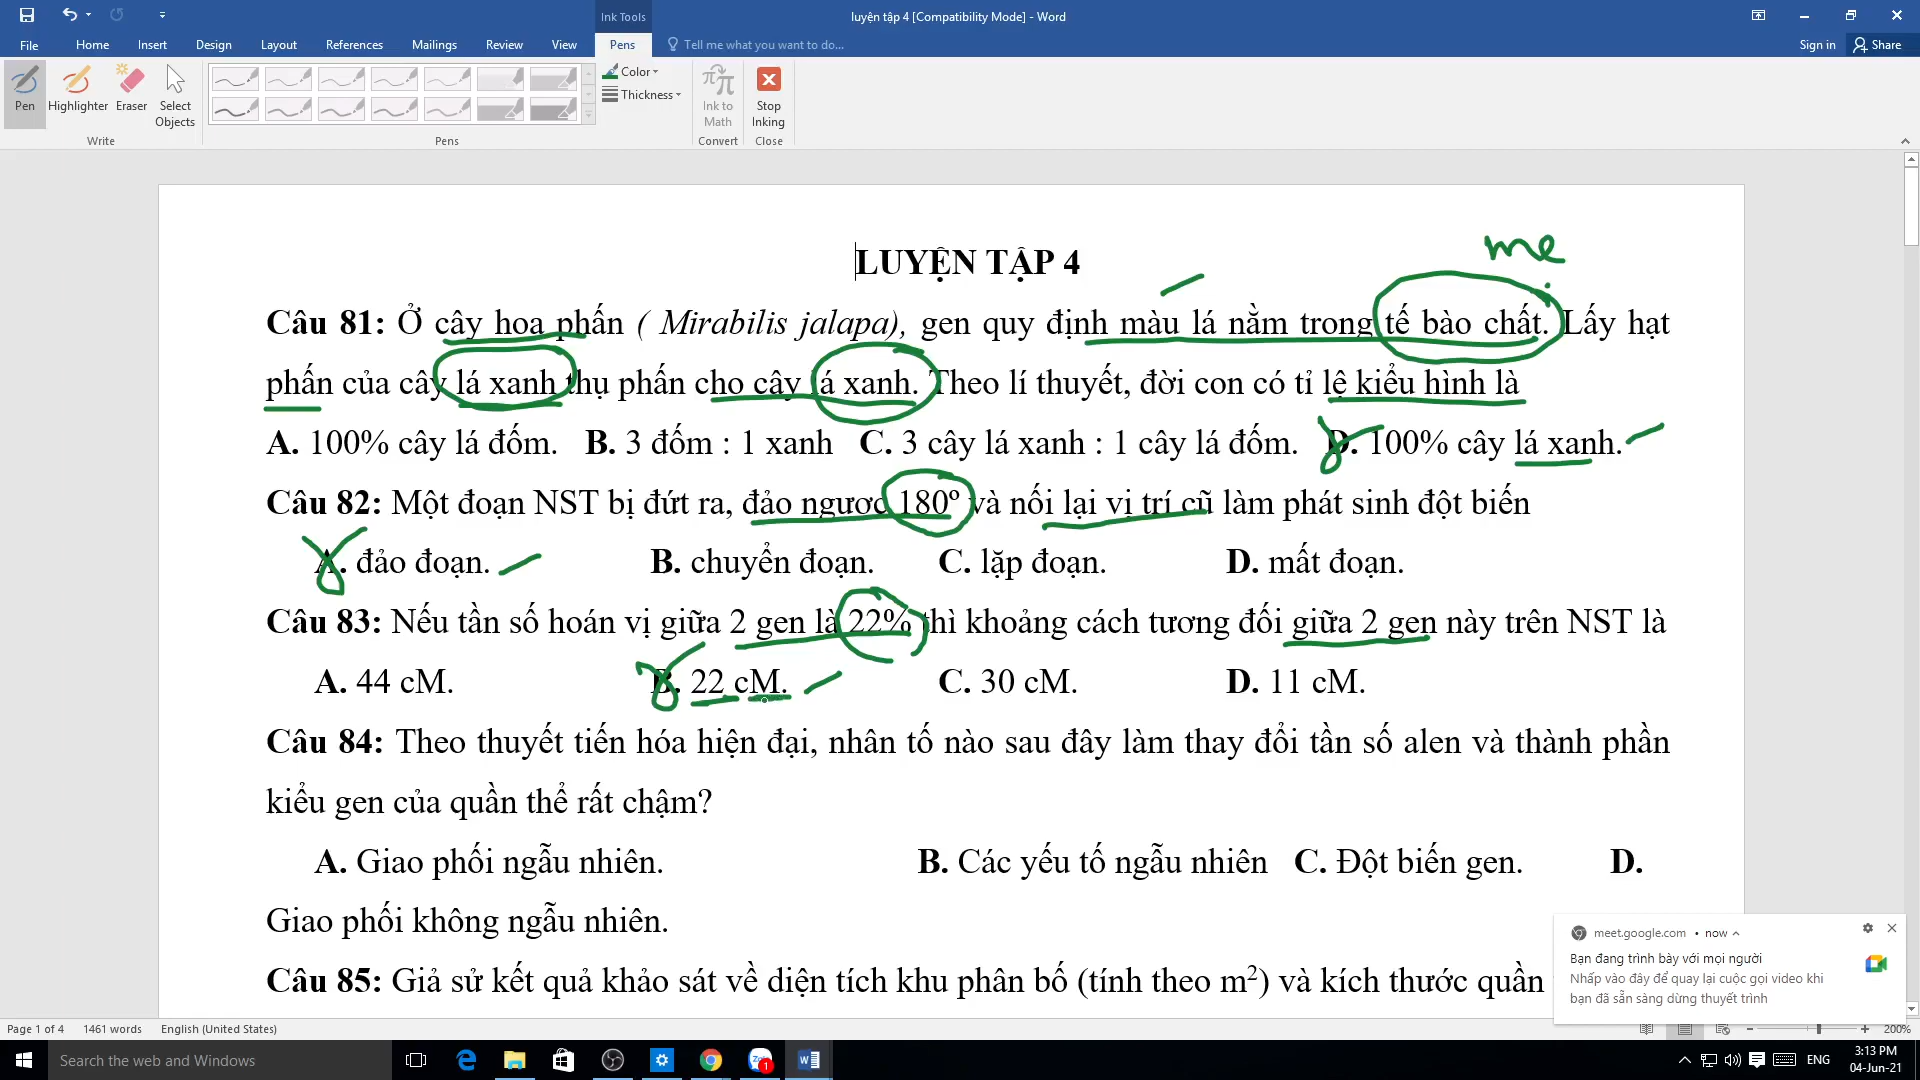 Ink Tools
luyện tập 4 [Compatibility Mode] - Word
File Home Insert Design Layout References Mailings Review View Pens Tell me what you want to do... Sign in Share
Pen Highlighter Eraser Select Objects
Color
Thickness
Ink to Math
Stop Inking
Write Pens Convert Close
me
LUYỆN TẬP 4
Câu 81: Ở cây hoa phấn ( Mirabilis jalapa), gen quy định màu lá nằm trong tế bào chất. Lấy hạt
phấn của cây lá xanh thụ phấn cho cây lá xanh. Theo lí thuyết, đời con có tỉ lệ kiểu hình là
A. 100% cây lá đốm. B. 3 đốm : 1 xanh C. 3 cây lá xanh : 1 cây lá đốm. D. 100% cây lá xanh.
Câu 82: Một đoạn NST bị đứt ra, đảo ngược 180º và nối lại vị trí cũ làm phát sinh đột biến
A. đảo đoạn. B. chuyển đoạn. C. lặp đoạn. D. mất đoạn.
Câu 83: Nếu tần số hoán vị giữa 2 gen là 22% thì khoảng cách tương đối giữa 2 gen này trên NST là
A. 44 cM. B. 22 cM. C. 30 cM. D. 11 cM.
Câu 84: Theo thuyết tiến hóa hiện đại, nhân tố nào sau đây làm thay đổi tần số alen và thành phần
kiểu gen của quần thể rất chậm?
A. Giao phối ngẫu nhiên. B. Các yếu tố ngẫu nhiên C. Đột biến gen. D.
Giao phối không ngẫu nhiên.
Câu 85: Giả sử kết quả khảo sát về diện tích khu phân bố (tính theo m²) và kích thước quần
meet.google.com • now
Bạn đang trình bày với mọi người
Nhấp vào đây để quay lại cuộc gọi video khi
bạn đã sẵn sàng dừng thuyết trình
Page 1 of 4 1461 words English (United States) 200%
Search the web and Windows
1
ENG
3:13 PM
04-Jun-21